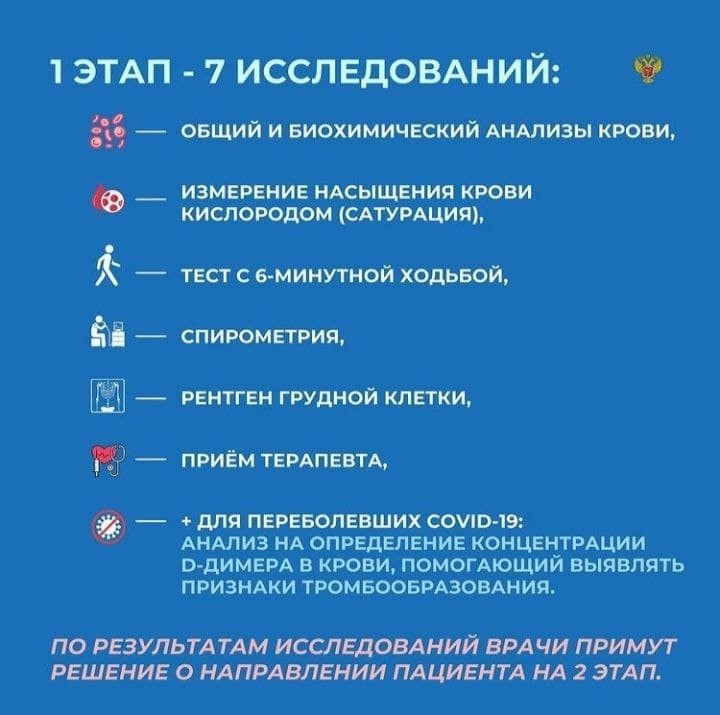 1 ЭТАП - 7 ИССЛЕДОВАНИЙ:
— ОБЩИЙ И БИОХИМИЧЕСКИЙ АНАЛИЗЫ КРОВИ,
— ИЗМЕРЕНИЕ НАСЫЩЕНИЯ КРОВИ
КИСЛОРОДОМ (САТУРАЦИЯ),
— ТЕСТ С 6-МИНУТНОЙ ХОДЬБОЙ,
— СПИРОМЕТРИЯ,
— РЕНТГЕН ГРУДНОЙ КЛЕТКИ,
— ПРИЁМ ТЕРАПЕВТА,
— + ДЛЯ ПЕРЕБОЛЕВШИХ COVID-19:
АНАЛИЗ НА ОПРЕДЕЛЕНИЕ КОНЦЕНТРАЦИИ
D-ДИМЕРА В КРОВИ, ПОМОГАЮЩИЙ ВЫЯВЛЯТЬ
ПРИЗНАКИ ТРОМБООБРАЗОВАНИЯ.
ПО РЕЗУЛЬТАТАМ ИССЛЕДОВАНИЙ ВРАЧИ ПРИМУТ
РЕШЕНИЕ О НАПРАВЛЕНИИ ПАЦИЕНТА НА 2 ЭТАП.